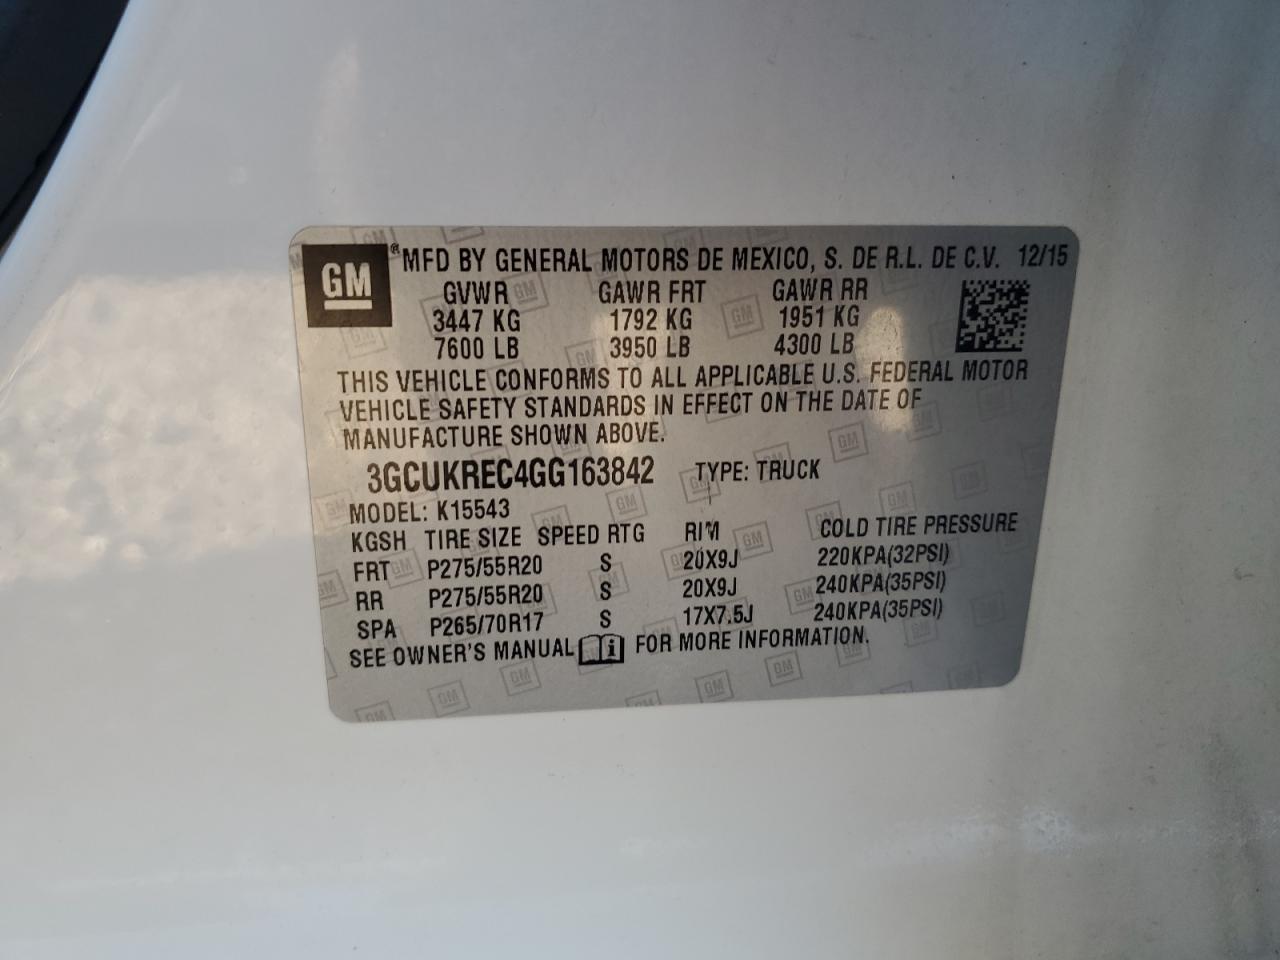 GM ® MFD BY GENERAL MOTORS DE MEXICO, S. DE R.L. DE C.V. 12/15
GVWR GAWR FRT GAWR RR
3447 KG 1792 KG 1951 KG
7600 LB 3950 LB 4300 LB
THIS VEHICLE CONFORMS TO ALL APPLICABLE U.S. FEDERAL MOTOR
VEHICLE SAFETY STANDARDS IN EFFECT ON THE DATE OF
MANUFACTURE SHOWN ABOVE.
3GCUKREC4GG163842 TYPE: TRUCK
MODEL: K15543
KGSH TIRE SIZE SPEED RTG RIM COLD TIRE PRESSURE
FRT P275/55R20 S 20X9J 220KPA(32PSI)
RR P275/55R20 S 20X9J 240KPA(35PSI)
SPA P265/70R17 S 17X7.5J 240KPA(35PSI)
SEE OWNER'S MANUAL i FOR MORE INFORMATION.